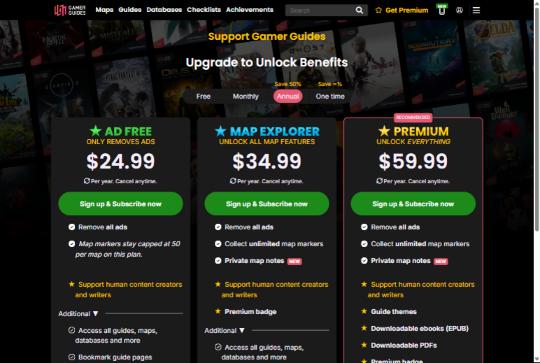 GAMER
GUIDES
Maps Guides Databases Checklists Achievements
Search
Get Premium
NEW
Support Gamer Guides
Upgrade to Unlock Benefits
Save 50% Save ∞%
Free Monthly Annual One time
RECOMMENDED
AD FREE
ONLY REMOVES ADS
$24.99
Per year. Cancel anytime.
Sign up & Subscribe now
Remove all ads
Map markers stay capped at 50
per map on this plan.
Support human content creators
and writers
Additional ▼
Access all guides, maps,
databases and more
Bookmark guide pages
MAP EXPLORER
UNLOCK ALL MAP FEATURES
$34.99
Per year. Cancel anytime.
Sign up & Subscribe now
Remove all ads
Collect unlimited map markers
Private map notes NEW
Support human content creators
and writers
Premium badge
Additional ▼
Access all guides, maps,
databases and more
PREMIUM
UNLOCK EVERYTHING
$59.99
Per year. Cancel anytime.
Sign up & Subscribe now
Remove all ads
Collect unlimited map markers
Private map notes NEW
Support human content creators
and writers
Guide themes
Downloadable ebooks (EPUB)
Downloadable PDFs
Premium badge